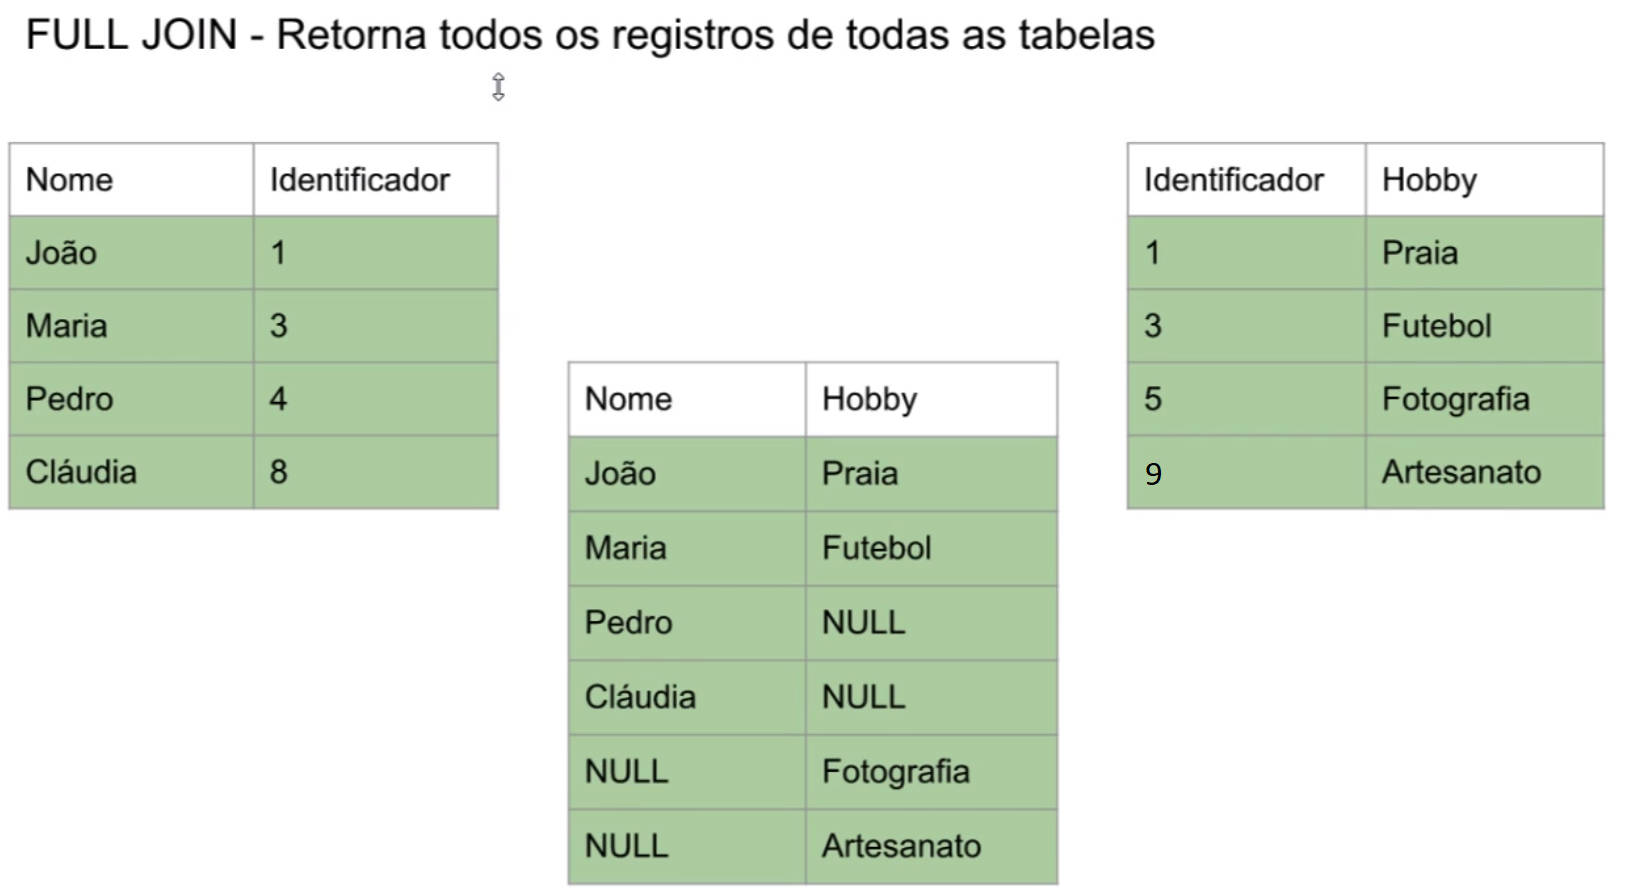 FULL JOIN - Retorna todos os registros de todas as tabelas
Nome Identificador
João 1
Maria 3
Pedro 4
Cláudia 8
Identificador Hobby
1 Praia
3 Futebol
5 Fotografia
9 Artesanato
Nome Hobby
João Praia
Maria Futebol
Pedro NULL
Cláudia NULL
NULL Fotografia
NULL Artesanato